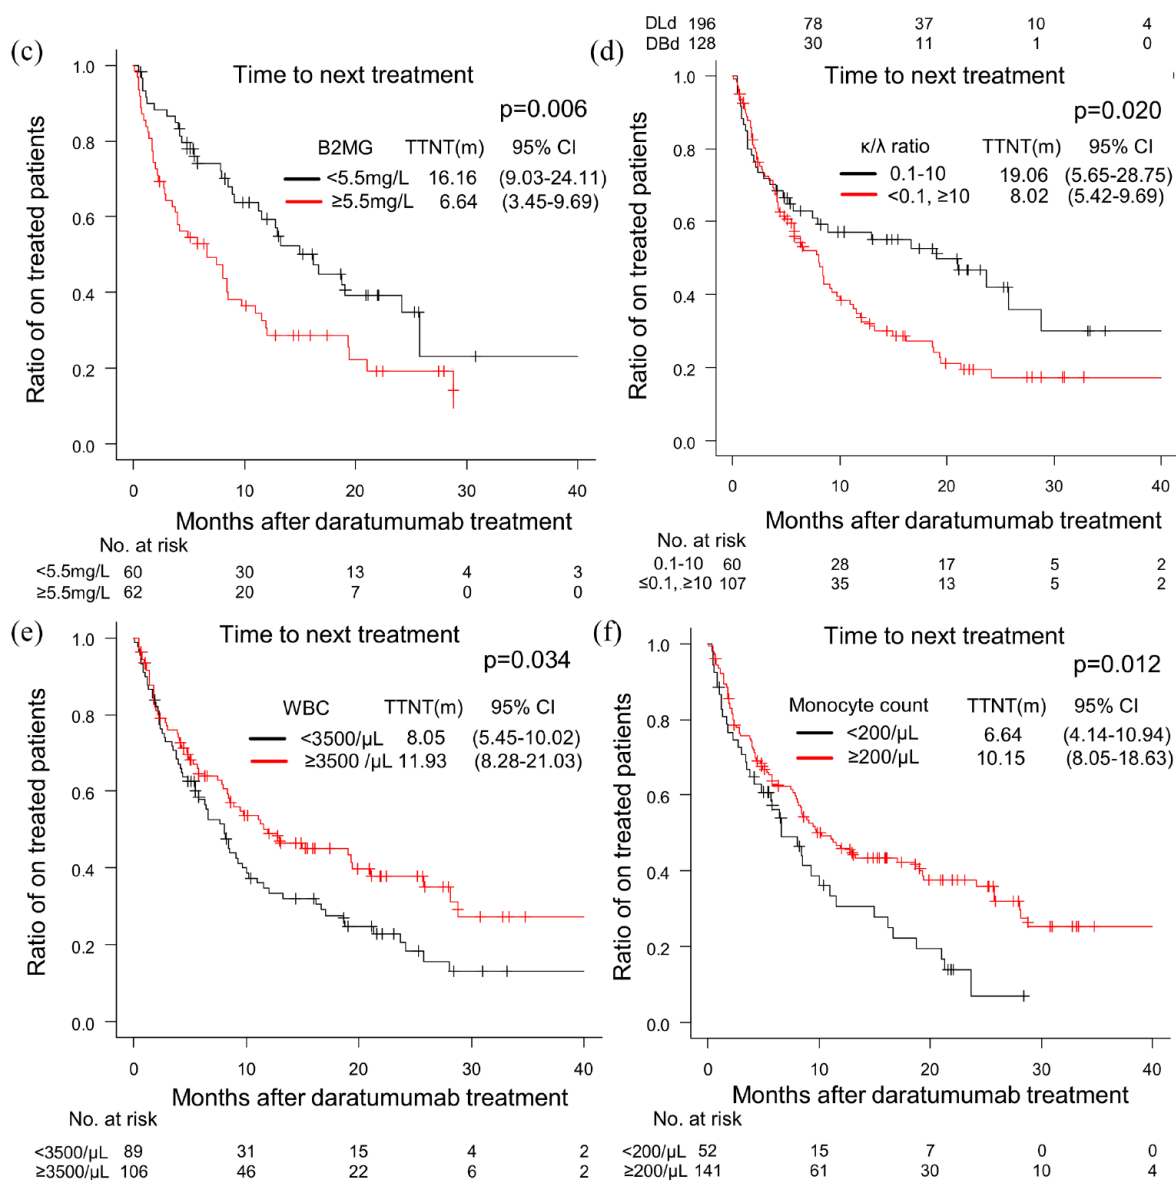 DLd 196 78 37 10 4
DBd 128 30 11 1 0
(c)
Time to next treatment
p=0.006
B2MG TTNT(m) 95% CI
<5.5mg/L 16.16 (9.03-24.11)
≥5.5mg/L 6.64 (3.45-9.69)
Ratio of on treated patients
1.0
0.8
0.6
0.4
0.2
0.0
0 10 20 30 40
Months after daratumumab treatment
No. at risk
<5.5mg/L 60 30 13 4 3
≥5.5mg/L 62 20 7 0 0
(d)
Time to next treatment
p=0.020
κ/λ ratio TTNT(m) 95% CI
0.1-10 19.06 (5.65-28.75)
<0.1, ≥10 8.02 (5.42-9.69)
Ratio of on treated patients
1.0
0.8
0.6
0.4
0.2
0.0
0 10 20 30 40
Months after daratumumab treatment
No. at risk
0.1-10 60 28 17 5 2
≤0.1, ≥10 107 35 13 5 2
(e)
Time to next treatment
p=0.034
WBC TTNT(m) 95% CI
<3500/μL 8.05 (5.45-10.02)
≥3500 /μL 11.93 (8.28-21.03)
Ratio of on treated patients
1.0
0.8
0.6
0.4
0.2
0.0
0 10 20 30 40
Months after daratumumab treatment
No. at risk
<3500/μL 89 31 15 4 2
≥3500/μL 106 46 22 6 2
(f)
Time to next treatment
p=0.012
Monocyte count TTNT(m) 95% CI
<200/μL 6.64 (4.14-10.94)
≥200/μL 10.15 (8.05-18.63)
Ratio of on treated patients
1.0
0.8
0.6
0.4
0.2
0.0
0 10 20 30 40
Months after daratumumab treatment
No. at risk
<200/μL 52 15 7 0 0
≥200/μL 141 61 30 10 4